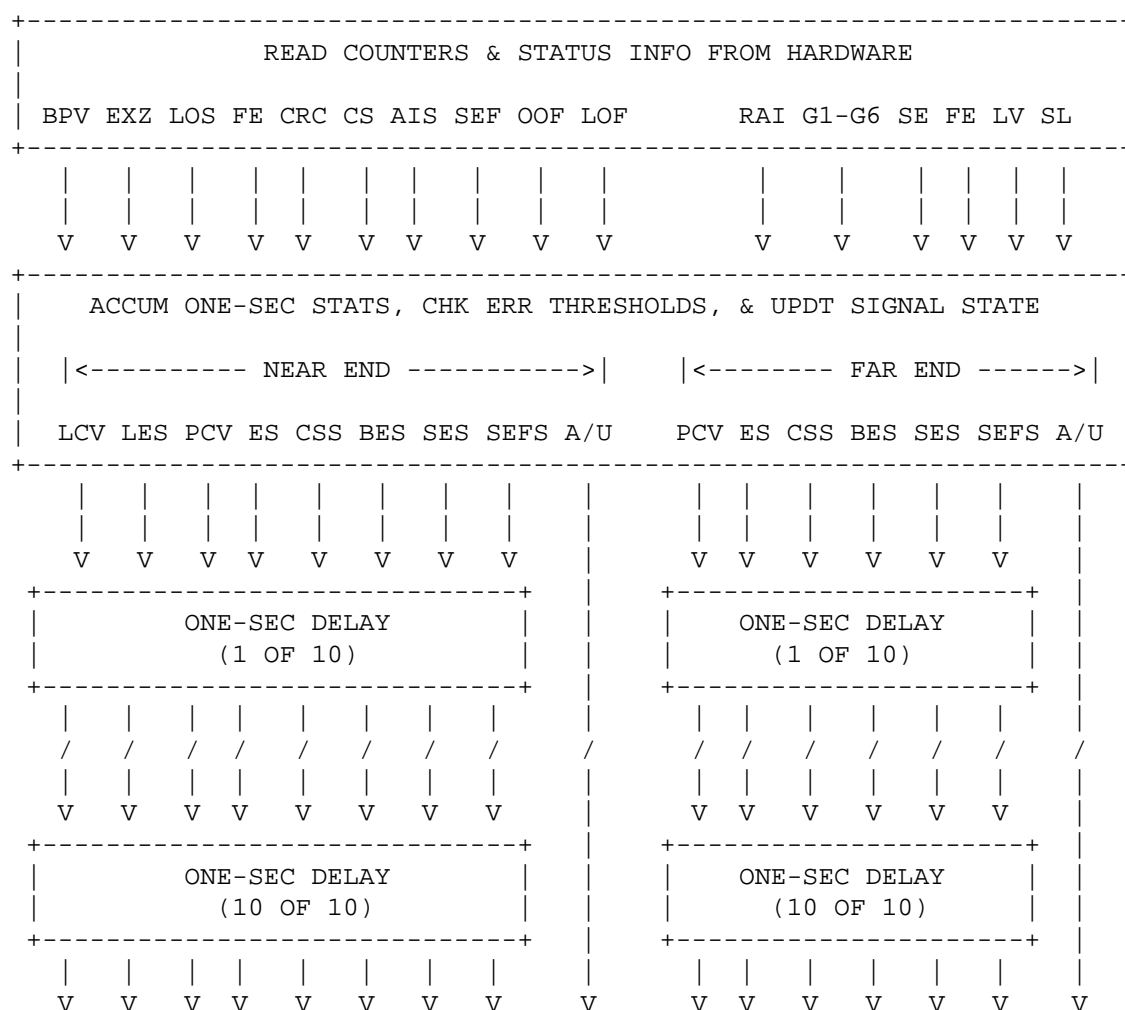 READ COUNTERS & STATUS INFO FROM HARDWARE
BPV EXZ LOS FE CRC CS AIS SEF OOF LOF RAI G1-G6 SE FE LV SL
V V V V V V V V V V V V V V V V
ACCUM ONE-SEC STATS, CHK ERR THRESHOLDS, & UPDT SIGNAL STATE
|<---------- NEAR END ----------->| |<-------- FAR END ------>|
LCV LES PCV ES CSS BES SES SEFS A/U PCV ES CSS BES SES SEFS A/U
V V V V V V V V V V V V V V
ONE-SEC DELAY ONE-SEC DELAY
(1 OF 10) (1 OF 10)
/ / / / / / / / / / / / / / / /
V V V V V V V V V V V V V V
ONE-SEC DELAY ONE-SEC DELAY
(10 OF 10) (10 OF 10)
V V V V V V V V V V V V V V V V